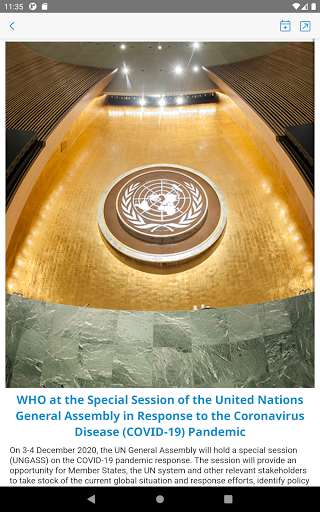 11:35
WHO at the Special Session of the United Nations
General Assembly in Response to the Coronavirus
Disease (COVID-19) Pandemic
On 3-4 December 2020, the UN General Assembly will hold a special session
(UNGASS) on the COVID-19 pandemic response. The session will provide an
opportunity for Member States, the UN system and other relevant stakeholders
to take stock of the current global situation and response efforts, identify policy